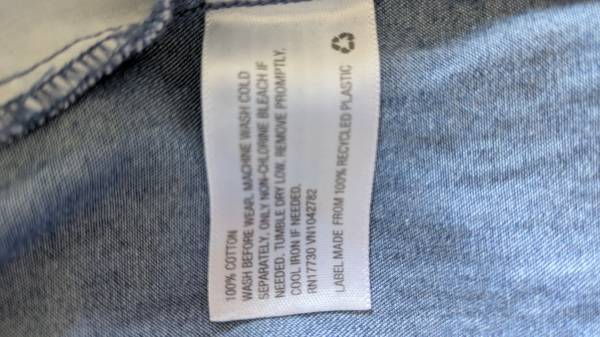 100% COTTON
WASH BEFORE WEAR. MACHINE WASH COLD
SEPARATELY. ONLY NON-CHLORINE BLEACH IF
NEEDED. TUMBLE DRY LOW. REMOVE PROMPTLY.
COOL IRON IF NEEDED.
RN17730 VN1042782
LABEL MADE FROM 100% RECYCLED PLASTIC